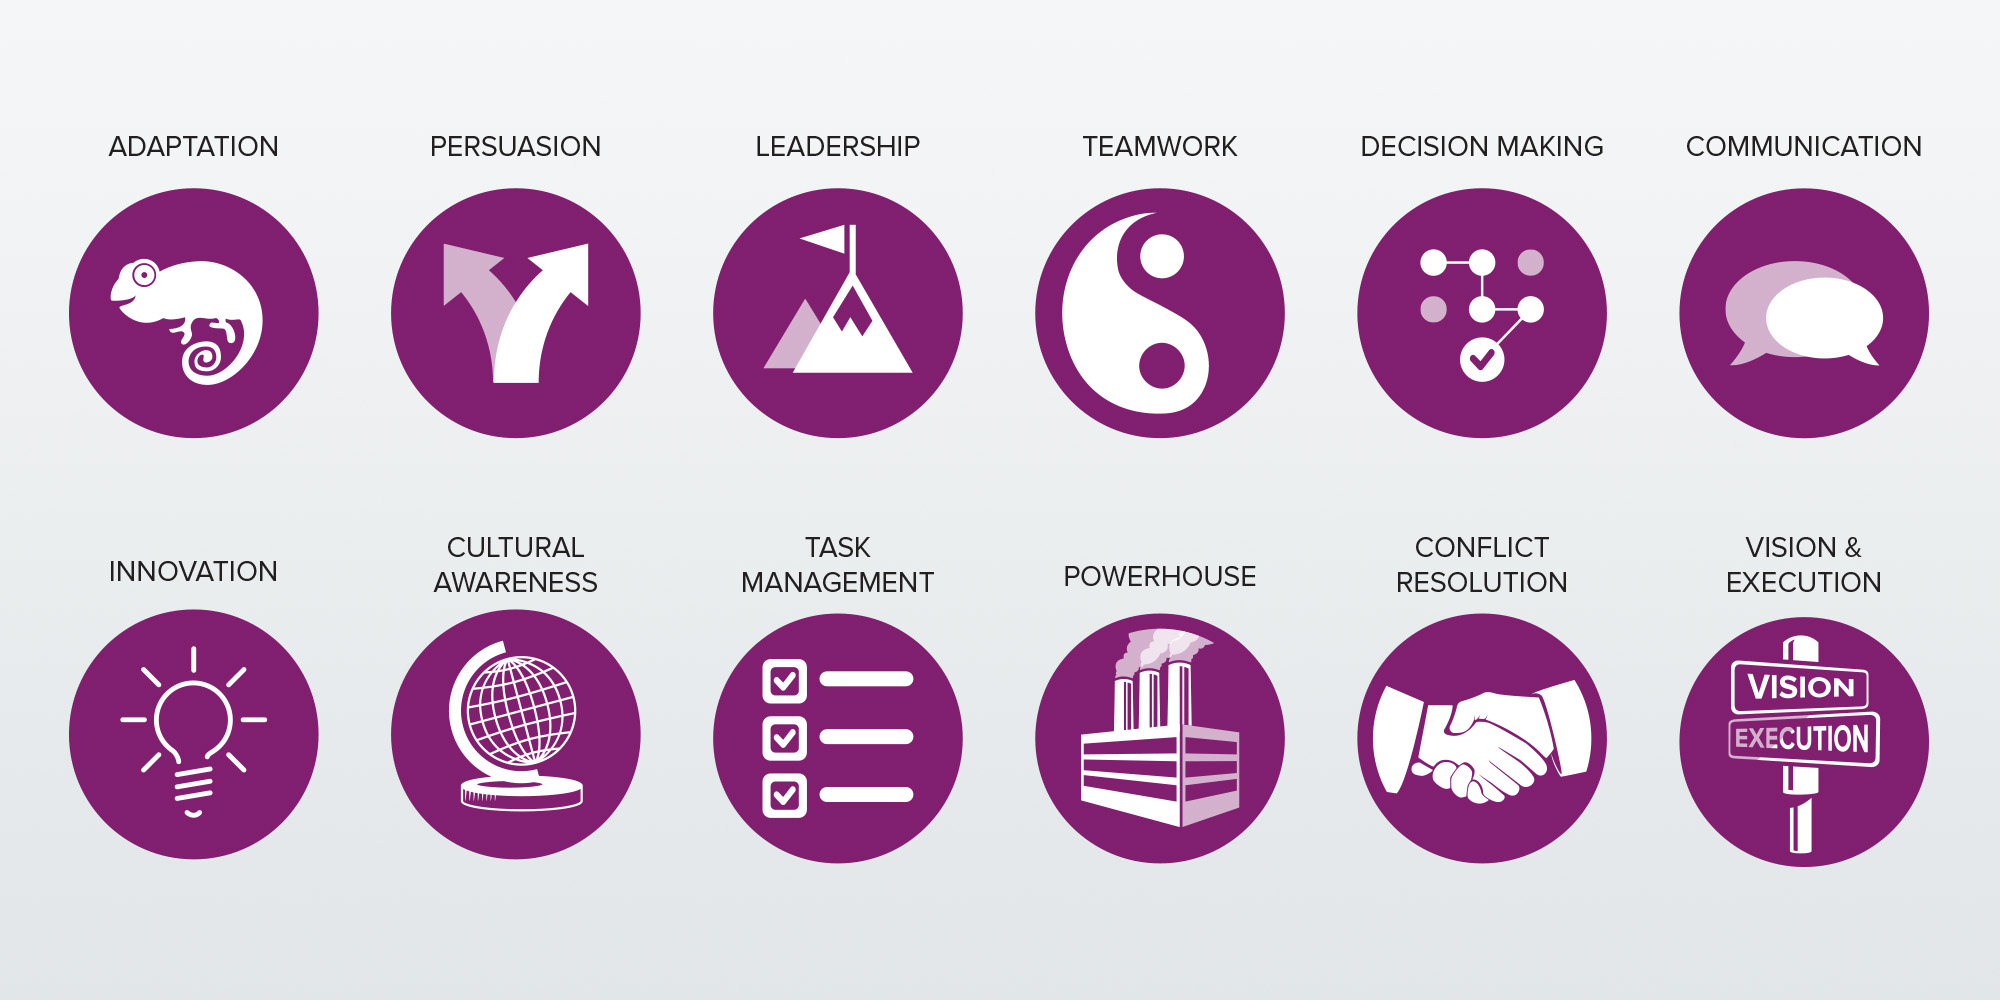 ADAPTATION
PERSUASION
LEADERSHIP
TEAMWORK
DECISION MAKING
COMMUNICATION
INNOVATION
CULTURAL
AWARENESS
TASK
MANAGEMENT
POWERHOUSE
CONFLICT
RESOLUTION
VISION &
EXECUTION
VISION
EXECUTION